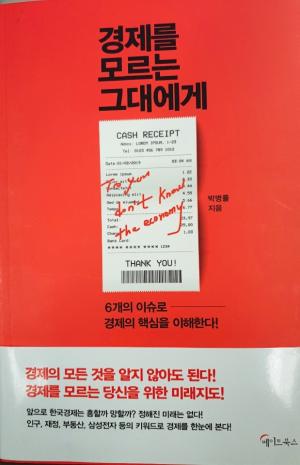 경제를
모르는
그대에게
CASH RECEIPT
To you
don't know
the economy
THANK YOU!
박병률
지음
6개의 이슈로
경제의 핵심을 이해한다!
경제의 모든 것을 알지 않아도 된다!
경제를 모르는 당신을 위한 미래지도!
앞으로 한국경제는 흥할까 망할까? 정해진 미래는 없다!
인구, 재정, 부동산, 삼성전자 등의 키워드로 경제를 한눈에 본다!
메이트북스